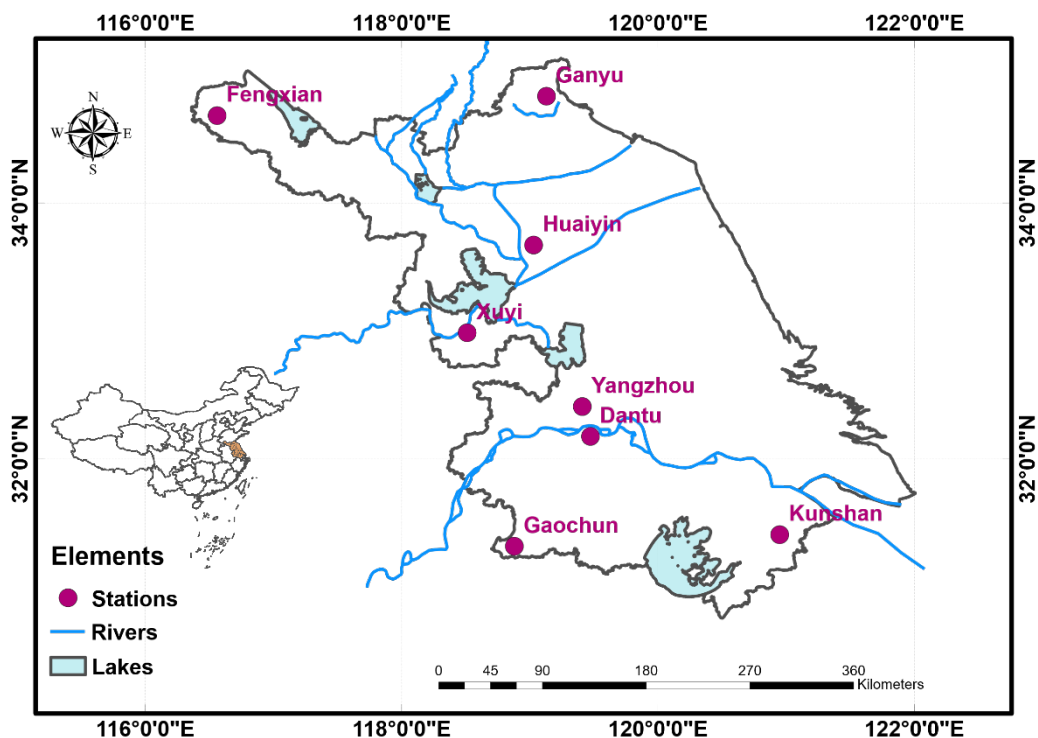 116°0'0"E 118°0'0"E 120°0'0"E 122°0'0"E
Ganyu
Fengxian
N
W E
S
34°0'0"N 34°0'0"N
Huaiyin
Xuyi
Yangzhou
Dantu
32°0'0"N 32°0'0"N
Kunshan
Gaochun
Elements
Stations
Rivers
Lakes
0 45 90 180 270 360
Kilometers
116°0'0"E 118°0'0"E 120°0'0"E 122°0'0"E